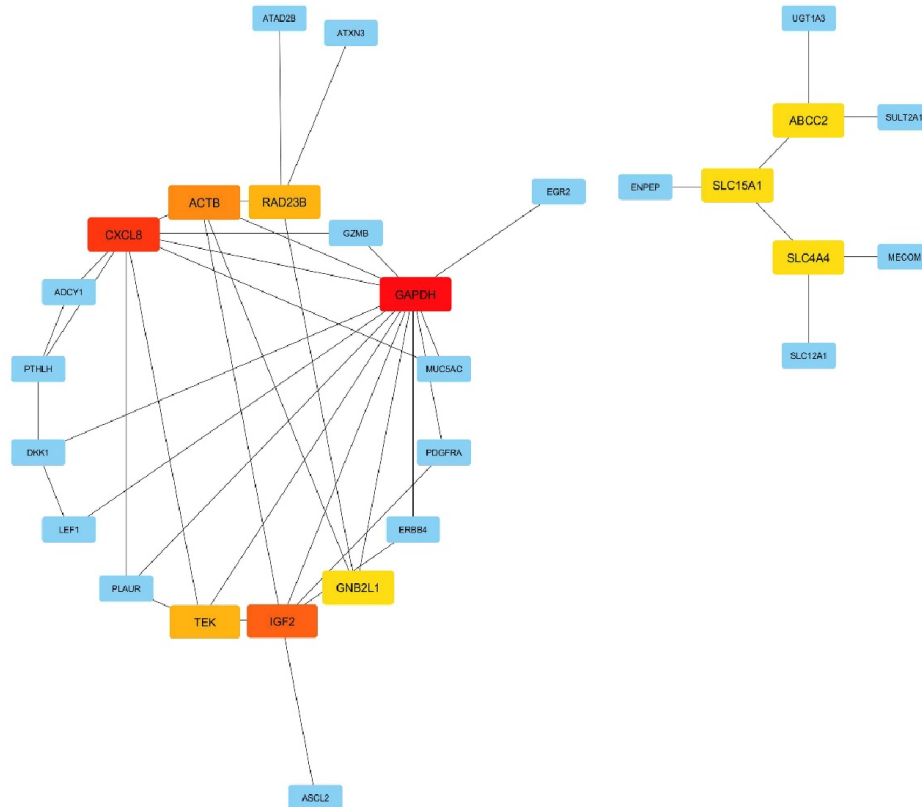 ATAD2B
ATXN3
UGT1A3
ABCC2
SULT2A1
ENPEP
SLC15A1
EGR2
ACTB
RAD23B
CXCL8
GZMB
SLC4A4
MECOM
ADCY1
GAPDH
SLC12A1
PTHLH
MUC5AC
DKK1
PDGFRA
LEF1
ERBB4
PLAUR
GNB2L1
TEK
IGF2
ASCL2